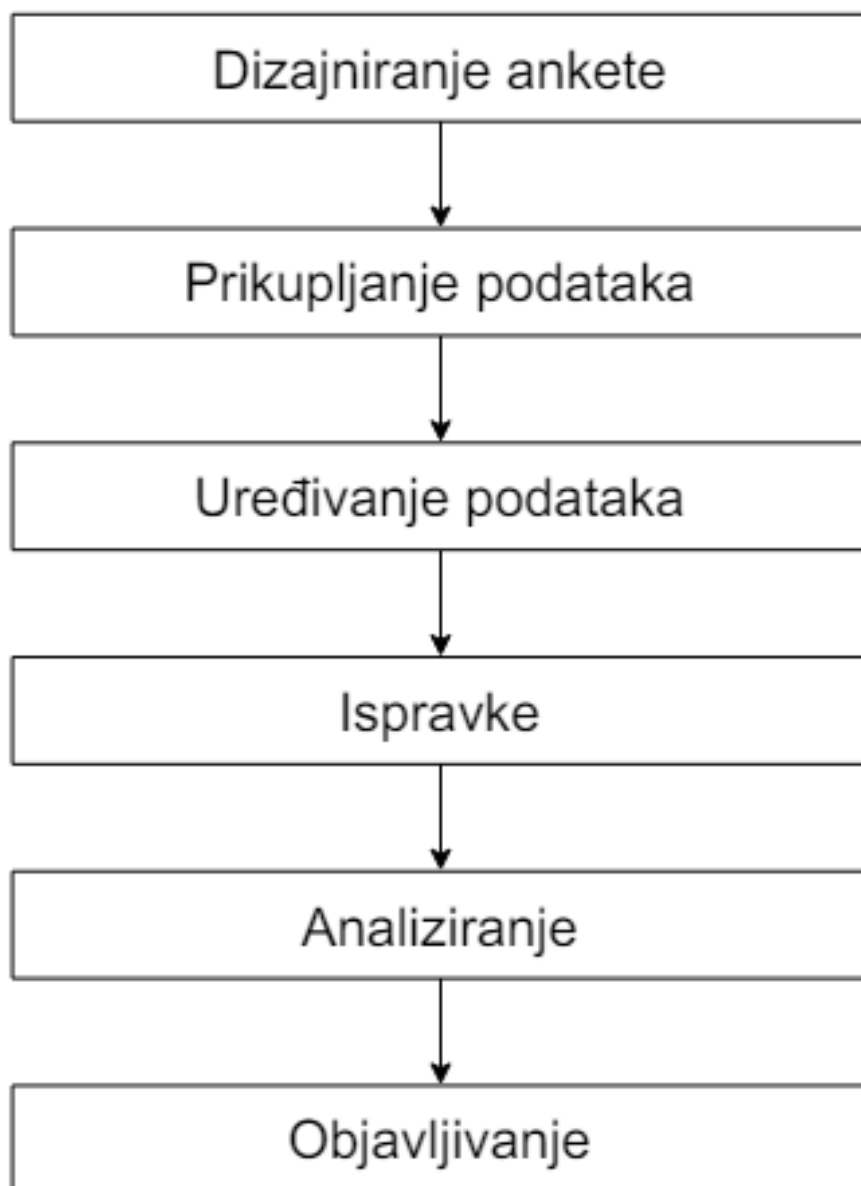 Dizajniranje ankete
Prikupljanje podataka
Uređivanje podataka
Ispravke
Analiziranje
Objavljivanje